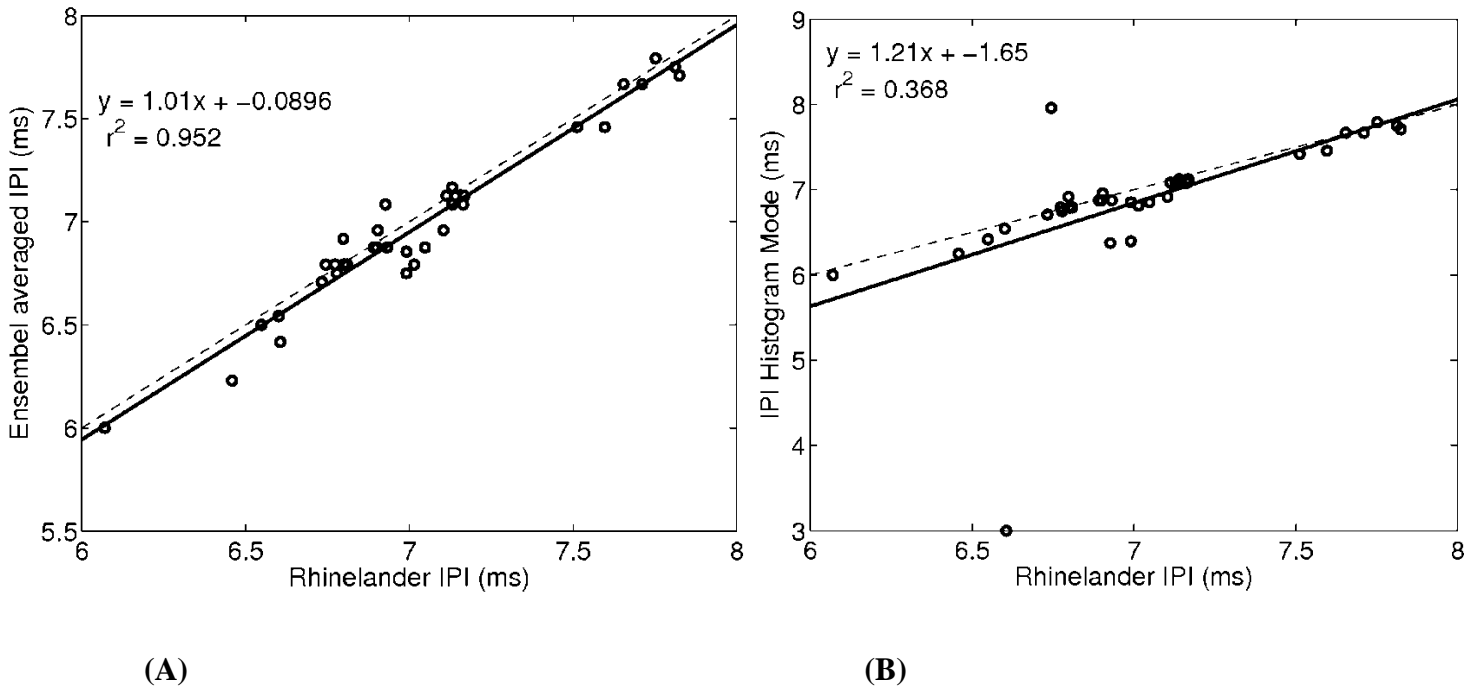 8
7.5
7
6.5
6
5.5
Ensembel averaged IPI (ms)
y = 1.01x + −0.0896
r² = 0.952
6
6.5
7
7.5
8
Rhinelander IPI (ms)
(A)
9
8
7
6
5
4
3
IPI Histogram Mode (ms)
y = 1.21x + −1.65
r² = 0.368
6
6.5
7
7.5
8
Rhinelander IPI (ms)
(B)